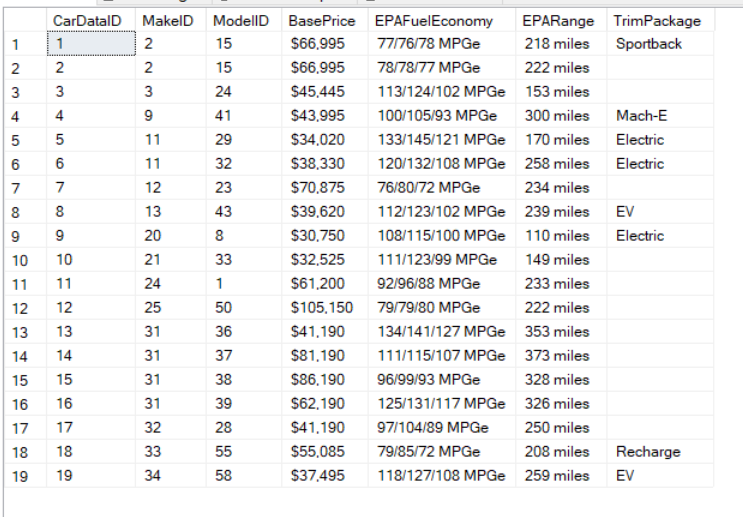 CarDataID MakeID ModelID BasePrice EPAFuelEconomy EPARange TrimPackage
1 1 2 15 $66,995 77/76/78 MPGe 218 miles Sportback
2 2 2 15 $66,995 78/78/77 MPGe 222 miles
3 3 3 24 $45,445 113/124/102 MPGe 153 miles
4 4 9 41 $43,995 100/105/93 MPGe 300 miles Mach-E
5 5 11 29 $34,020 133/145/121 MPGe 170 miles Electric
6 6 11 32 $38,330 120/132/108 MPGe 258 miles Electric
7 7 12 23 $70,875 76/80/72 MPGe 234 miles
8 8 13 43 $39,620 112/123/102 MPGe 239 miles EV
9 9 20 8 $30,750 108/115/100 MPGe 110 miles Electric
10 10 21 33 $32,525 111/123/99 MPGe 149 miles
11 11 24 1 $61,200 92/96/88 MPGe 233 miles
12 12 25 50 $105,150 79/79/80 MPGe 222 miles
13 13 31 36 $41,190 134/141/127 MPGe 353 miles
14 14 31 37 $81,190 111/115/107 MPGe 373 miles
15 15 31 38 $86,190 96/99/93 MPGe 328 miles
16 16 31 39 $62,190 125/131/117 MPGe 326 miles
17 17 32 28 $41,190 97/104/89 MPGe 250 miles
18 18 33 55 $55,085 79/85/72 MPGe 208 miles Recharge
19 19 34 58 $37,495 118/127/108 MPGe 259 miles EV